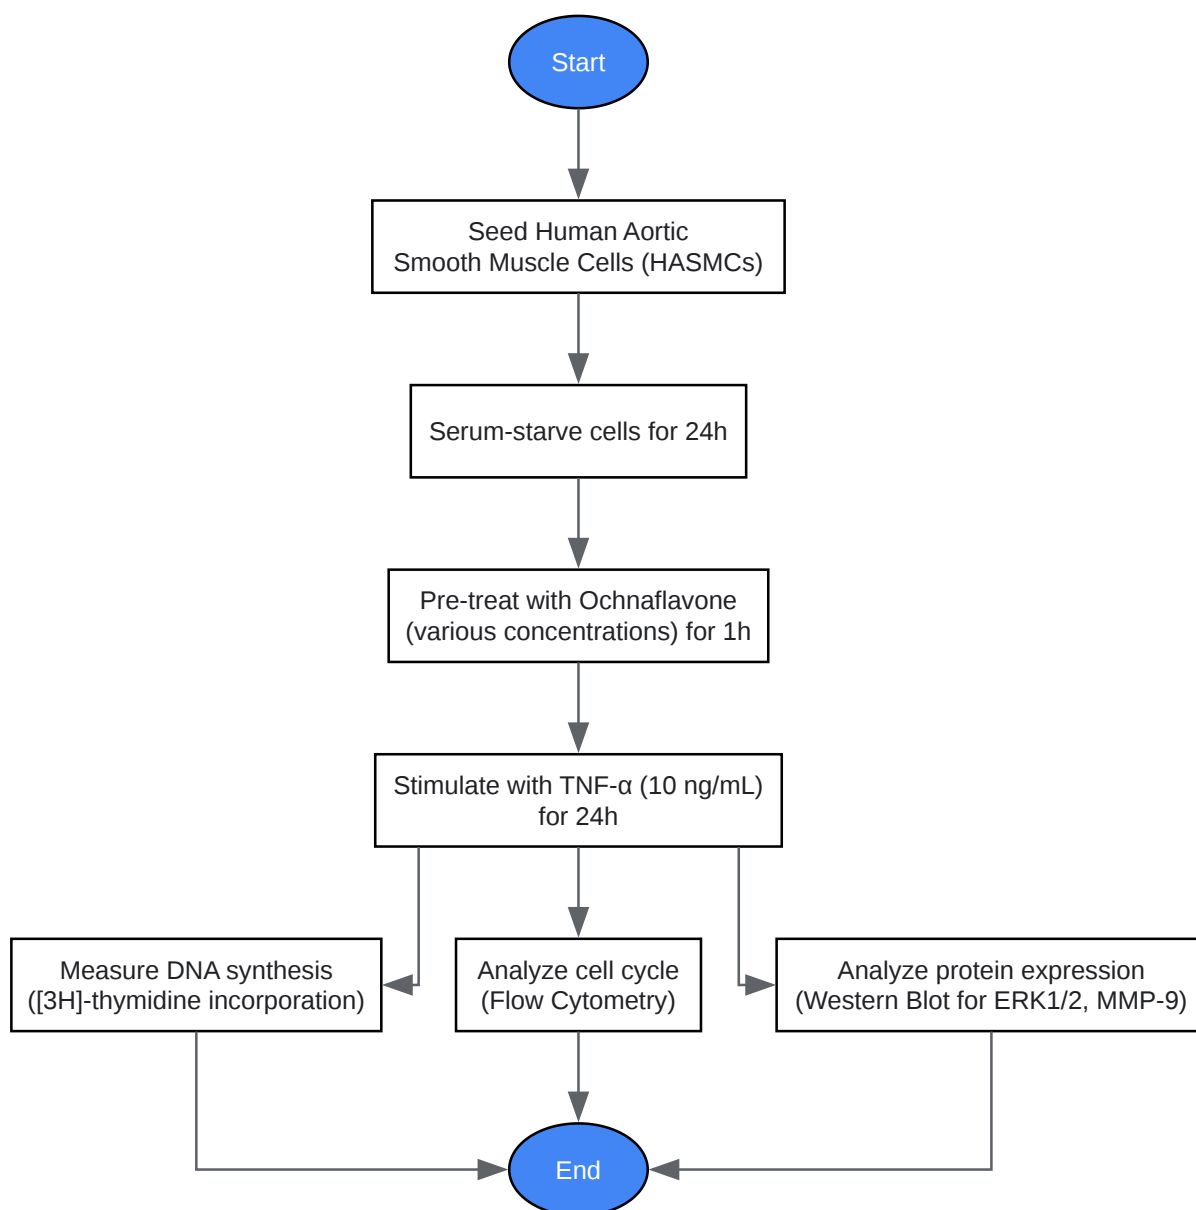 Start
Seed Human Aortic
Smooth Muscle Cells (HASMCs)
Serum-starve cells for 24h
Pre-treat with Ochnaflavone
(various concentrations) for 1h
Stimulate with TNF-α (10 ng/mL)
for 24h
Measure DNA synthesis
([3H]-thymidine incorporation)
Analyze cell cycle
(Flow Cytometry)
Analyze protein expression
(Western Blot for ERK1/2, MMP-9)
End